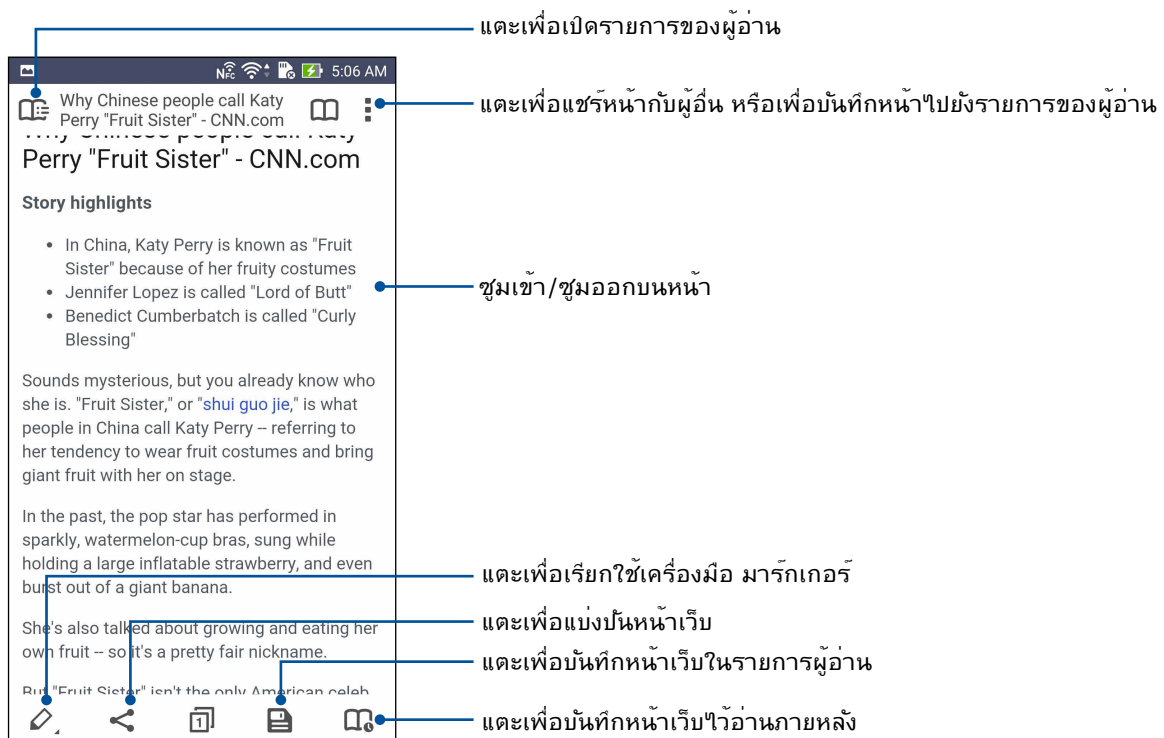 แตะเพื่อเปิดรายการของผู้อ่าน
NFC 5:06 AM
Why Chinese people call Katy
Perry "Fruit Sister" - CNN.com
แตะเพื่อแชร์หน้ากับผู้อื่น หรือเพื่อบันทึกหน้าไปยังรายการของผู้อ่าน
Why Chinese people call Katy
Perry "Fruit Sister" - CNN.com
Story highlights
• In China, Katy Perry is known as "Fruit
Sister" because of her fruity costumes
• Jennifer Lopez is called "Lord of Butt"
• Benedict Cumberbatch is called "Curly
Blessing"
ซูมเข้า/ซูมออกบนหน้า
Sounds mysterious, but you already know who
she is. "Fruit Sister," or "shui guo jie," is what
people in China call Katy Perry -- referring to
her tendency to wear fruit costumes and bring
giant fruit with her on stage.
In the past, the pop star has performed in
sparkly, watermelon-cup bras, sung while
holding a large inflatable strawberry, and even
burst out of a giant banana.
แตะเพื่อเรียกใช้เครื่องมือ มาร์กเกอร์
She's also talked about growing and eating her
own fruit -- so it's a pretty fair nickname.
แตะเพื่อแบ่งปันหน้าเว็บ
แตะเพื่อบันทึกหน้าเว็บในรายการผู้อ่าน
But "Fruit Sister" isn't the only American celeb
1
แตะเพื่อบันทึกหน้าเว็บไว้อ่านภายหลัง